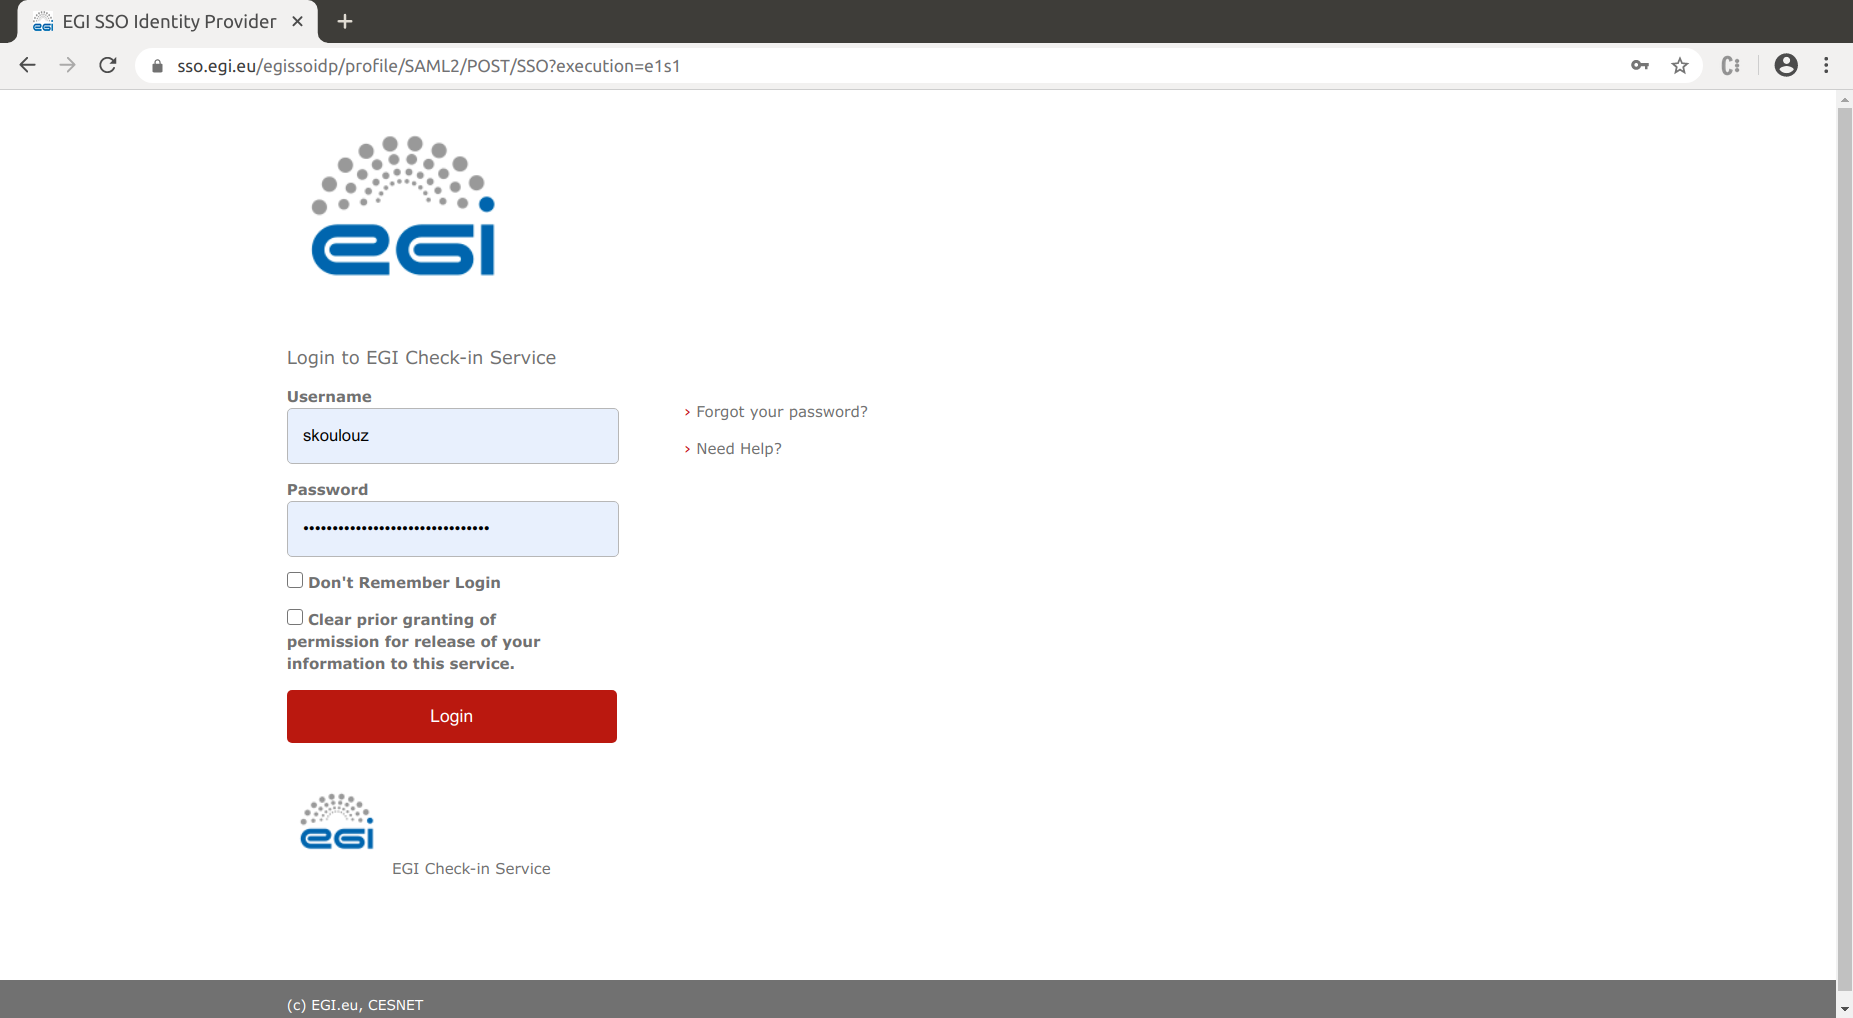 EGI SSO Identity Provider
sso.egi.eu/egissoidp/profile/SAML2/POST/SSO?execution=e1s1
egi
Login to EGI Check-in Service
Username
skoulouz
› Forgot your password?
› Need Help?
Password
••••••••••••••••••••••••••••••••
Don't Remember Login
Clear prior granting of
permission for release of your
information to this service.
Login
egi
EGI Check-in Service
(c) EGI.eu, CESNET